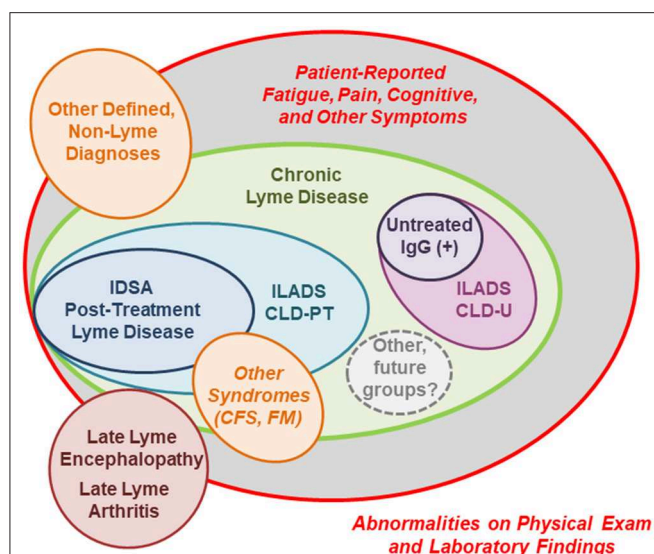 Patient-Reported
Fatigue, Pain, Cognitive,
and Other Symptoms
Other Defined,
Non-Lyme
Diagnoses
Chronic
Lyme Disease
Untreated
IgG (+)
ILADS
CLD-U
IDSA
Post-Treatment
Lyme Disease
ILADS
CLD-PT
Other,
future
groups?
Other
Syndromes
(CFS, FM)
Late Lyme
Encephalopathy
Late Lyme
Arthritis
Abnormalities on Physical Exam
and Laboratory Findings